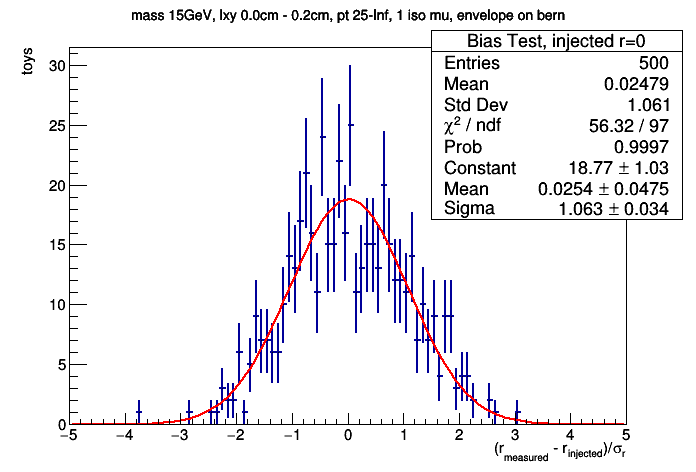 mass 15GeV, lxy 0.0cm - 0.2cm, pt 25-Inf, 1 iso mu, envelope on bern
Bias Test, injected r=0
Entries 500
Mean 0.02479
Std Dev 1.061
χ² / ndf 56.32 / 97
Prob 0.9997
Constant 18.77 ± 1.03
Mean 0.0254 ± 0.0475
Sigma 1.063 ± 0.034
toys
30
25
20
15
10
5
0
−5 −4 −3 −2 −1 0 1 2 3 4 5
(r_measured - r_injected)/σ_r